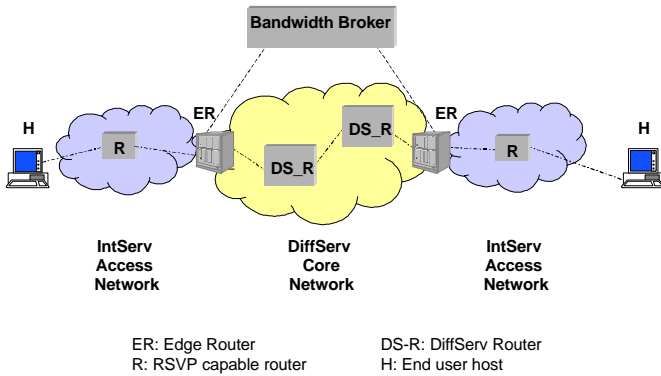 Bandwidth Broker
ER
ER
H
H
R
DS_R
DS_R
R
IntServ
Access
Network
DiffServ
Core
Network
IntServ
Access
Network
ER: Edge Router
DS-R: DiffServ Router
R: RSVP capable router
H: End user host